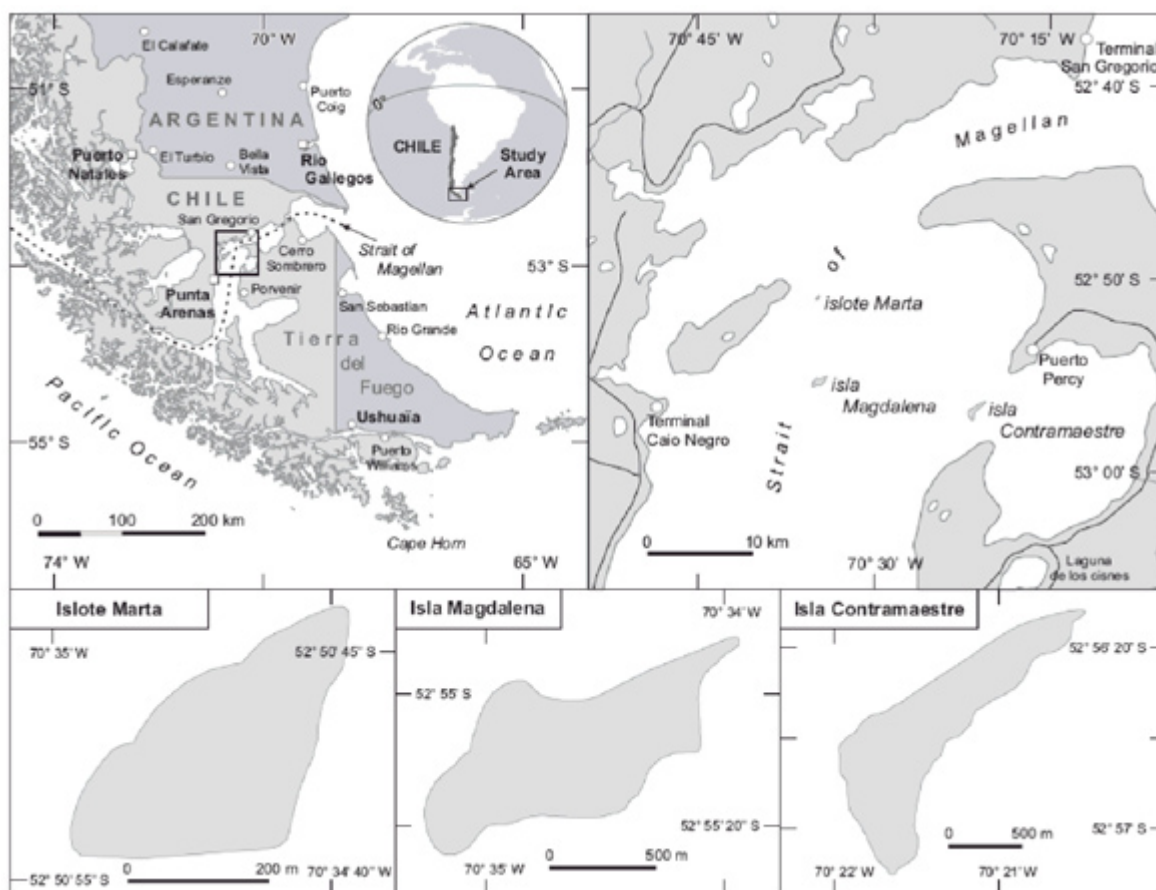 70° W
El Calafate
Esperanze
51° S
Puerto
Coig
ARGENTINA
Puerto
Natales
El Turbio
Bella
Vista
Rio
Gallegos
CHILE
San Gregorio
Cerro
Sombrero
Strait of
Magellan
53° S
Punta
Arenas
Porvenir
San Sebastian
Rio Grande
Atlantic
Ocean
Tierra
del
Fuego
Pacific Ocean
Ushuaïa
Puerto
Williams
55° S
0 100 200 km
Cape Horn
74° W
65° W
0°
CHILE
Study
Area
70° 45' W
70° 15' W
Terminal
San Gregorio
52° 40' S
Magellan
of
Strait
52° 50' S
islote Marta
Puerto
Percy
isla
Magdalena
isla
Contramaestre
Terminal
Caio Negro
53° 00' S
0 10 km
70° 30' W
Laguna
de los cisnes
Islote Marta
70° 35' W
52° 50' 45" S
0 200 m
52° 50' 55" S
70° 34' 40" W
Isla Magdalena
70° 34' W
52° 55' S
52° 55' 20" S
70° 35' W
0 500 m
Isla Contramaestre
52° 56' 20" S
0 500 m
52° 57' S
70° 22' W
70° 21' W